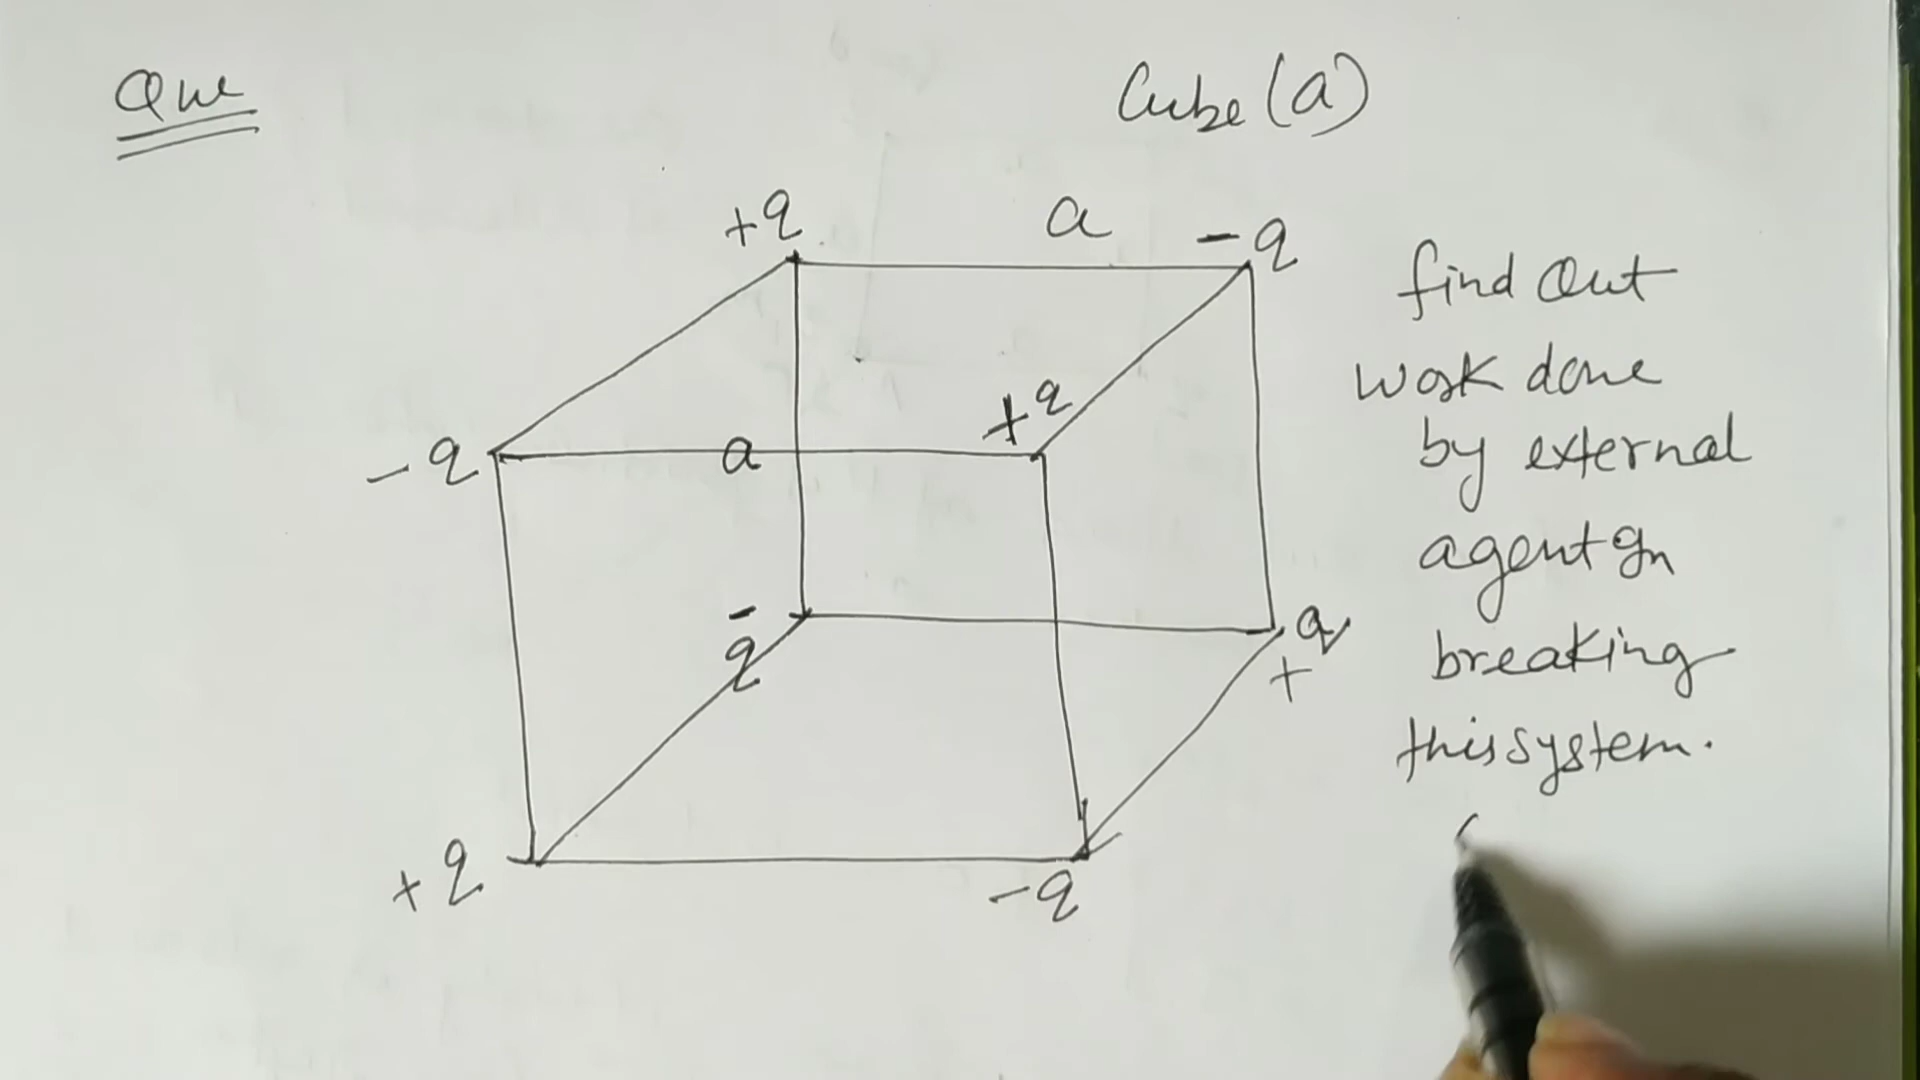 Que
Cube (a)
+q
a
-q
+q
-q
a
-
q
q
+
+q
-q
find out
work done
by external
agent In
breaking
this system.